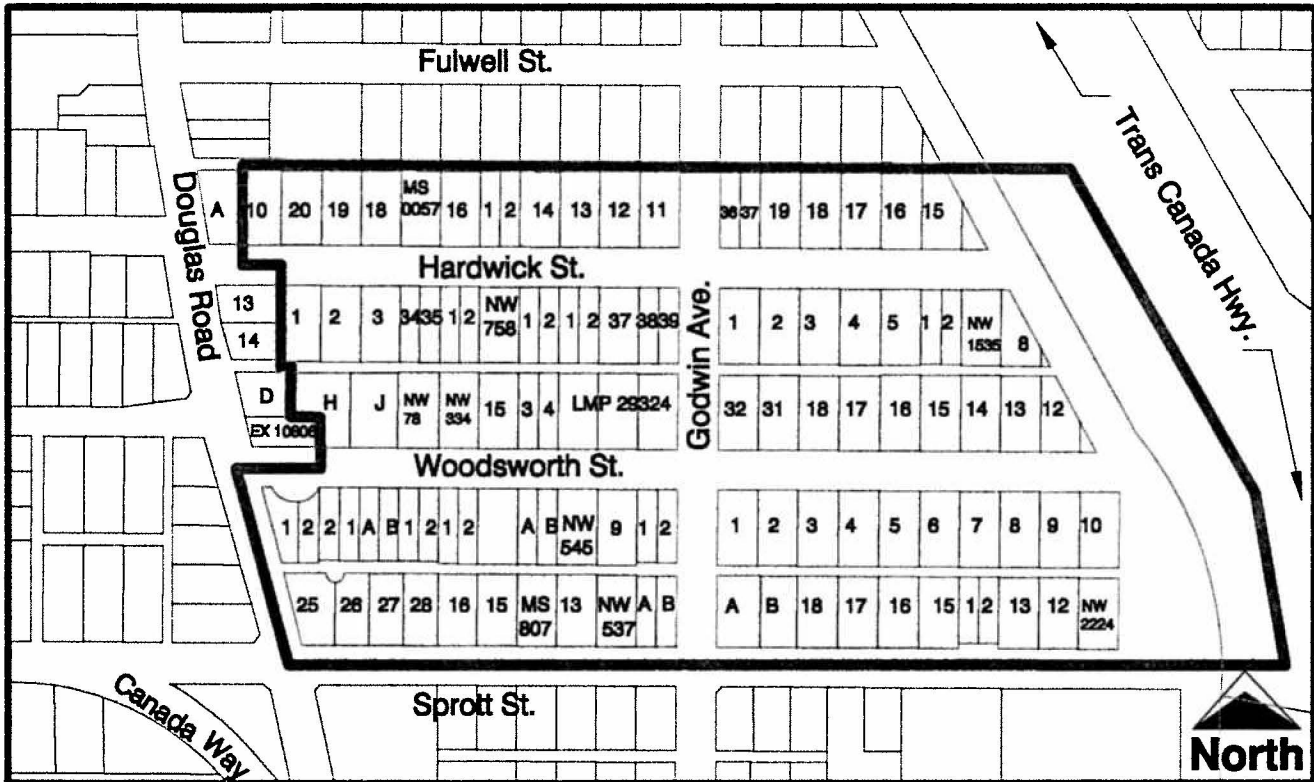 Fulwell St.
Trans Canada Hwy.
Douglas Road
A 10 20 19 18 MS 0057 16 1 2 14 13 12 11 36 37 19 18 17 16 15
Hardwick St.
13
14
1 2 3 34 35 1 2 NW 758 1 2 1 2 37 38 39 1 2 3 4 5 1 2 NW 1535 8
Godwin Ave.
D
EX 10806
H J NW 78 NW 334 15 3 4 LMP 29324 32 31 18 17 16 15 14 13 12
Woodsworth St.
1 2 2 1 A B 1 2 1 2 A B NW 545 9 1 2 1 2 3 4 5 6 7 8 9 10
25 26 27 28 16 15 MS 807 13 NW 537 A B A B 18 17 16 15 1 2 13 12 NW 2224
Canada Way
Sprott St.
North